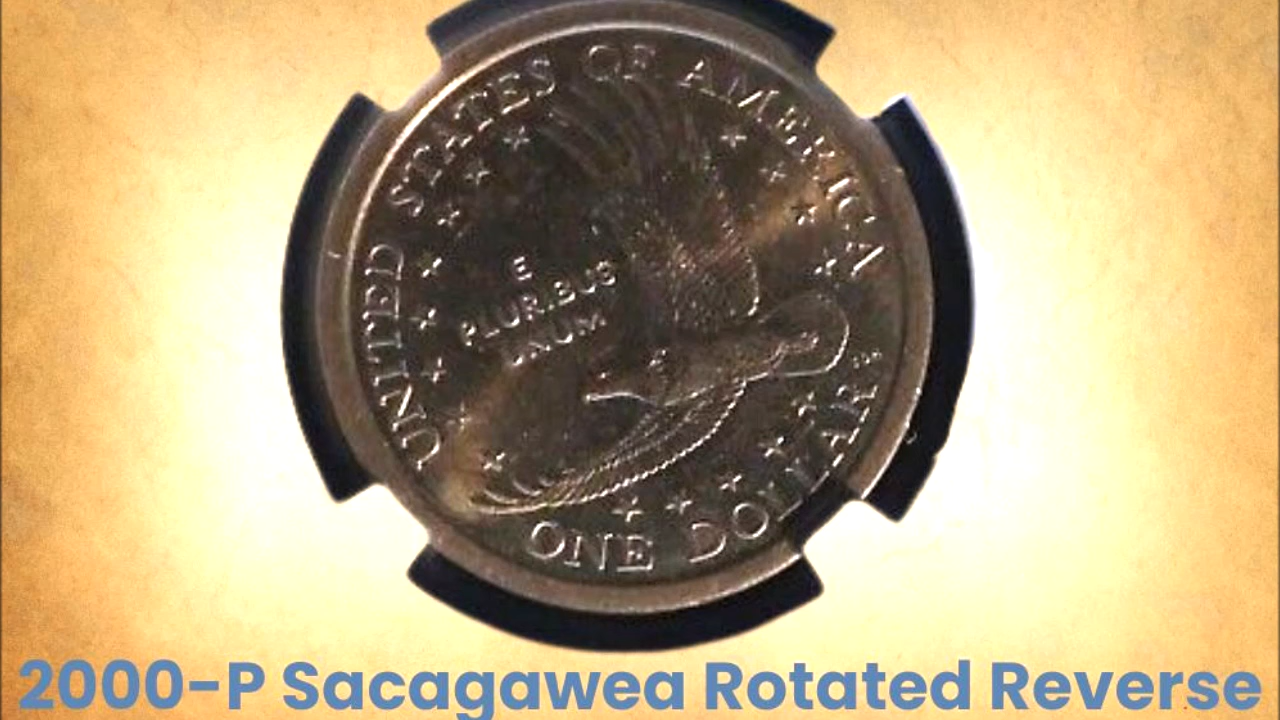 UNITED STATES OF AMERICA
E
PLURIBUS
UNUM
ONE DOLLAR
2000-P Sacagawea Rotated Reverse